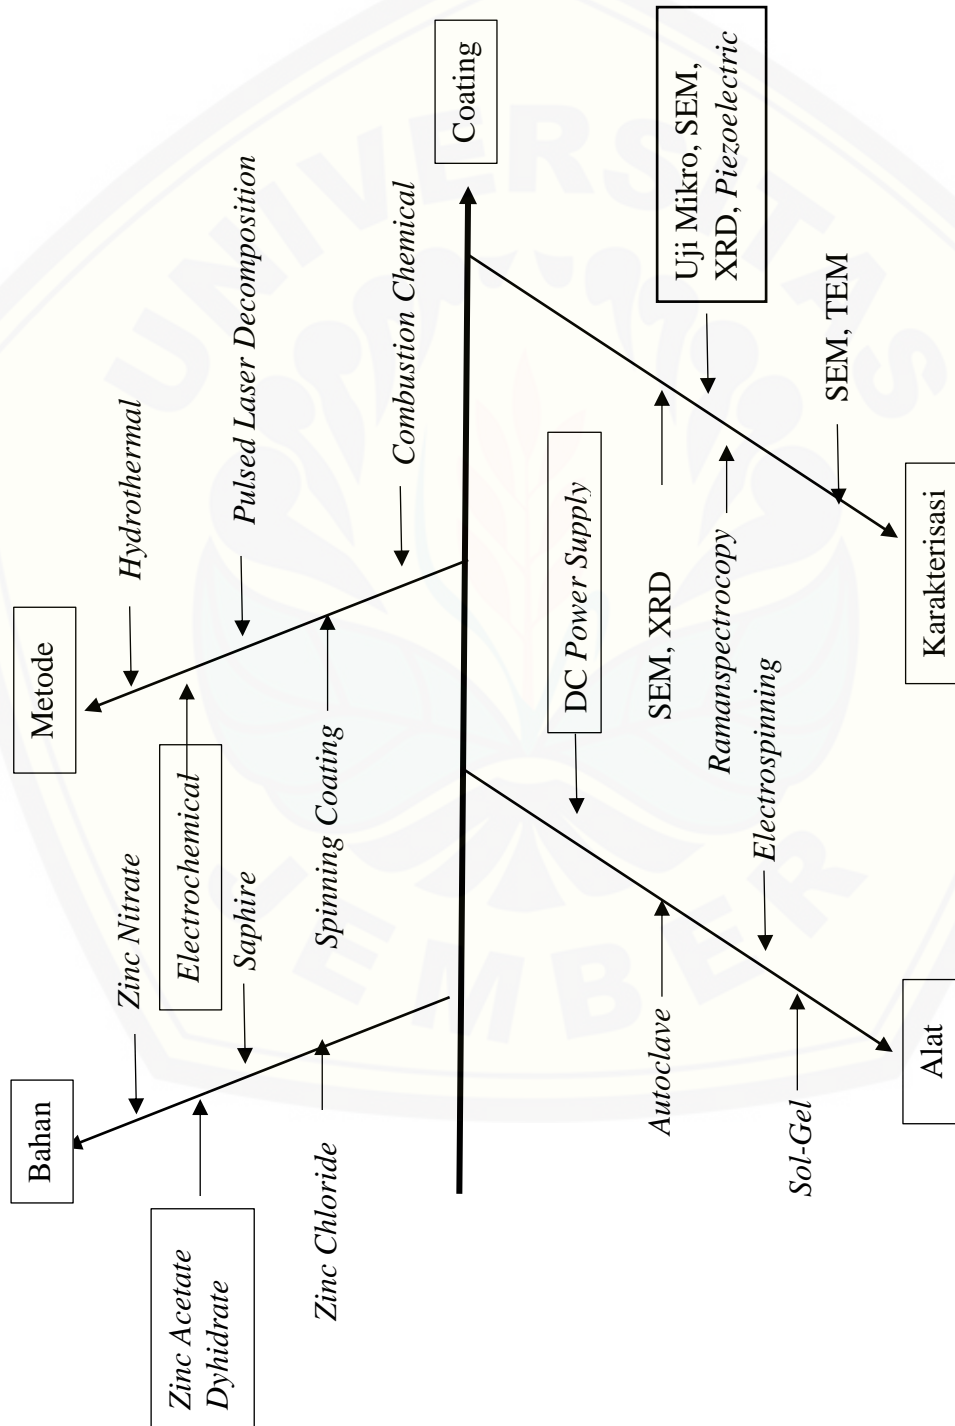 Bahan
Metode
Zinc Nitrate
Hydrothermal
Zinc Acetate
Dyhidrate
Electrochemical
Saphire
Pulsed Laser Decomposition
Zinc Chloride
Spinning Coating
Combustion Chemical
Coating
DC Power Supply
Autoclave
SEM, XRD
Uji Mikro, SEM,
XRD, Piezoelectric
Ramanspectrocopy
Electrospinning
Sol-Gel
SEM, TEM
Alat
Karakterisasi
UNIVERSITAS
JEMBER